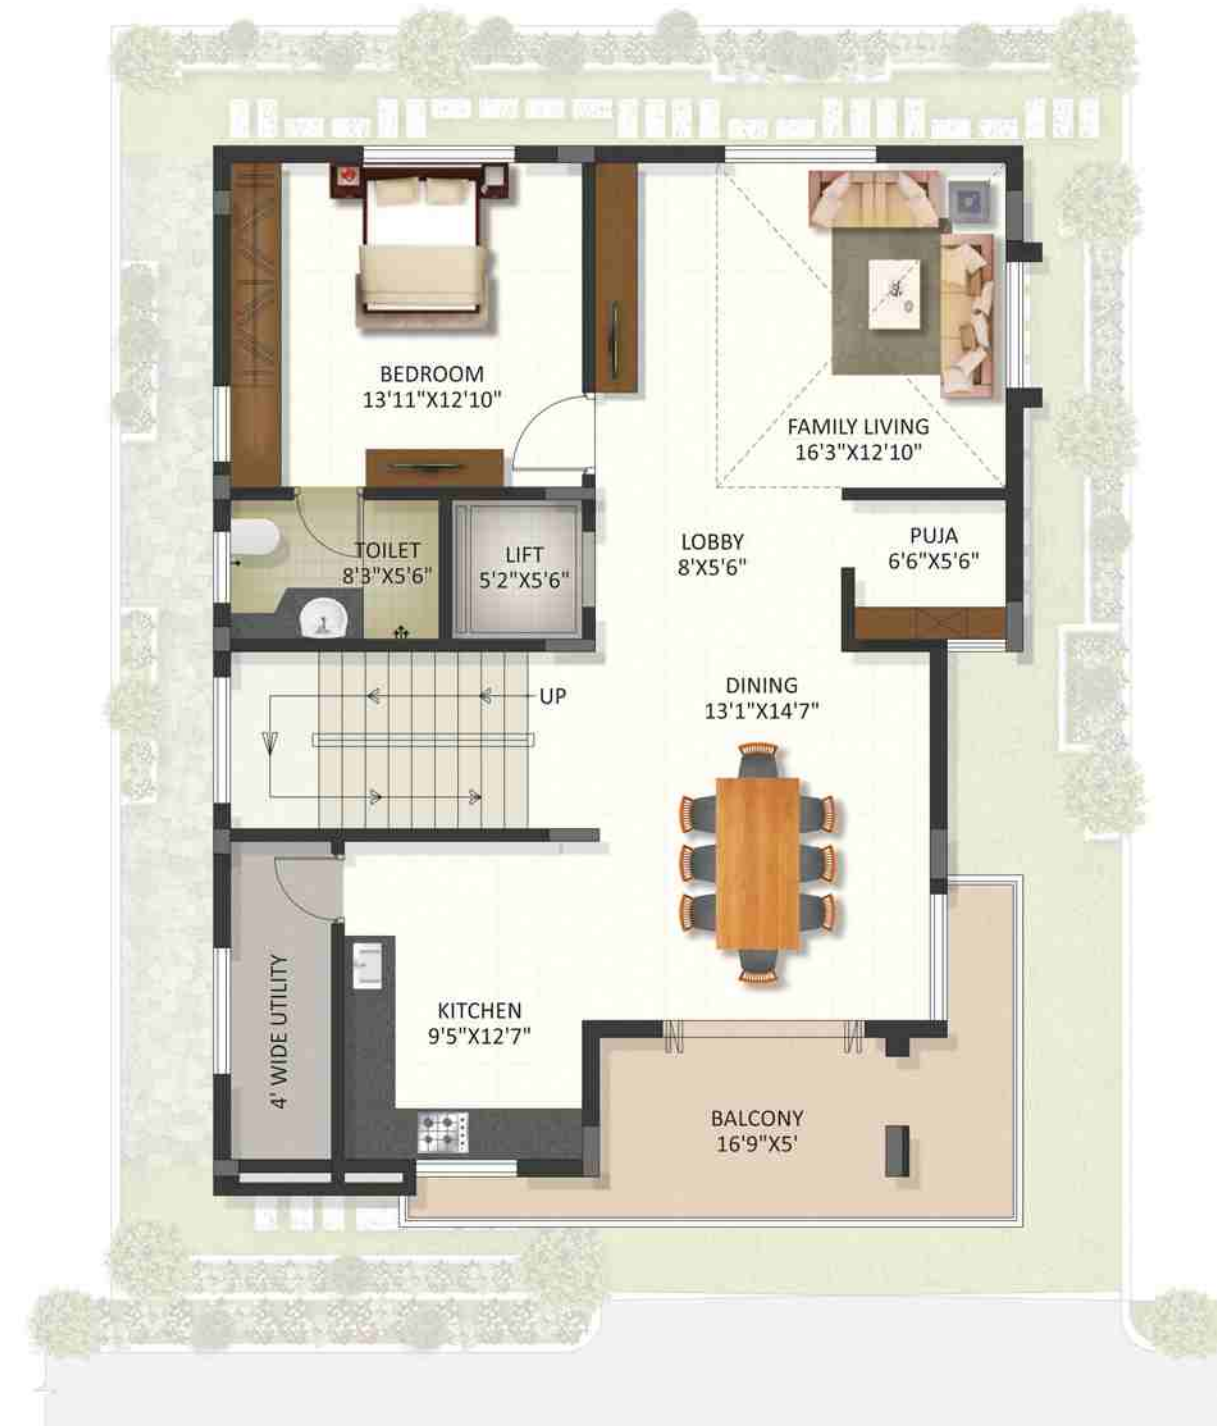 BEDROOM
13'11"X12'10"
FAMILY LIVING
16'3"X12'10"
TOILET
8'3"X5'6"
LIFT
5'2"X5'6"
LOBBY
8'X5'6"
PUJA
6'6"X5'6"
UP
DINING
13'1"X14'7"
4' WIDE UTILITY
KITCHEN
9'5"X12'7"
BALCONY
16'9"X5'